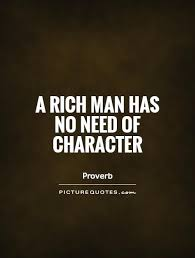 A RICH MAN HAS
NO NEED OF
CHARACTER
Proverb
PICTUREQUOTES.com